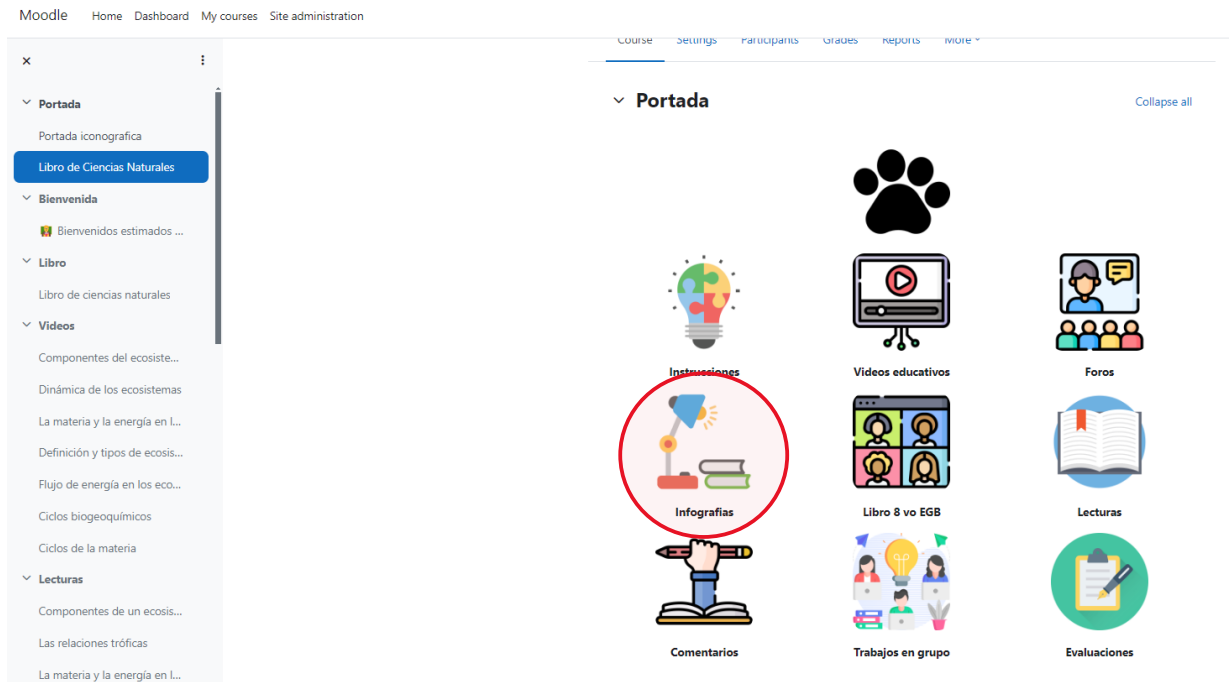 Moodle Home Dashboard My courses Site administration
Course Settings Participants Grades Reports More
Portada
Portada iconografica
Libro de Ciencias Naturales
Bienvenida
Bienvenidos estimados ...
Libro
Libro de ciencias naturales
Videos
Componentes del ecosiste...
Dinámica de los ecosistemas
La materia y la energía en l...
Definición y tipos de ecosis...
Flujo de energía en los eco...
Ciclos biogeoquímicos
Ciclos de la materia
Lecturas
Componentes de un ecosis...
Las relaciones tróficas
La materia y la energía en l...
Portada Collapse all
Instrucciones Videos educativos Foros
Infografias Libro 8 vo EGB Lecturas
Comentarios Trabajos en grupo Evaluaciones